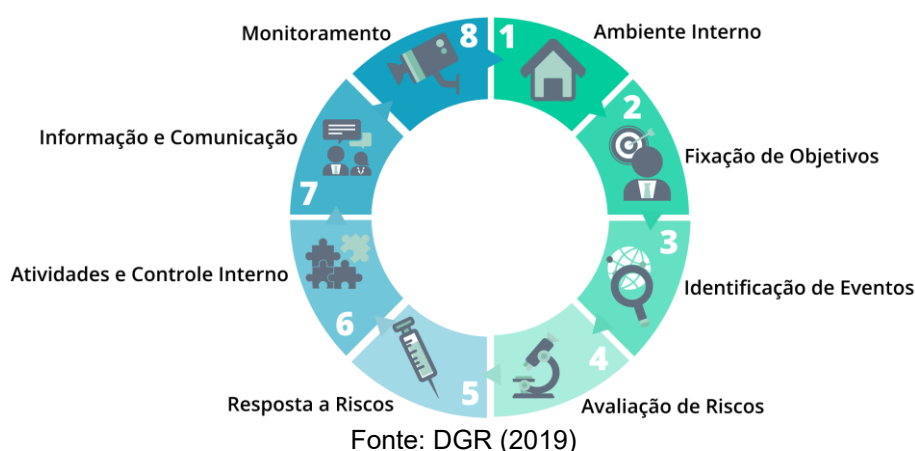 Monitoramento
8
1
Ambiente Interno
2
Informação e Comunicação
Fixação de Objetivos
7
3
Atividades e Controle Interno
Identificação de Eventos
6
4
5
Resposta a Riscos
Avaliação de Riscos
Fonte: DGR (2019)